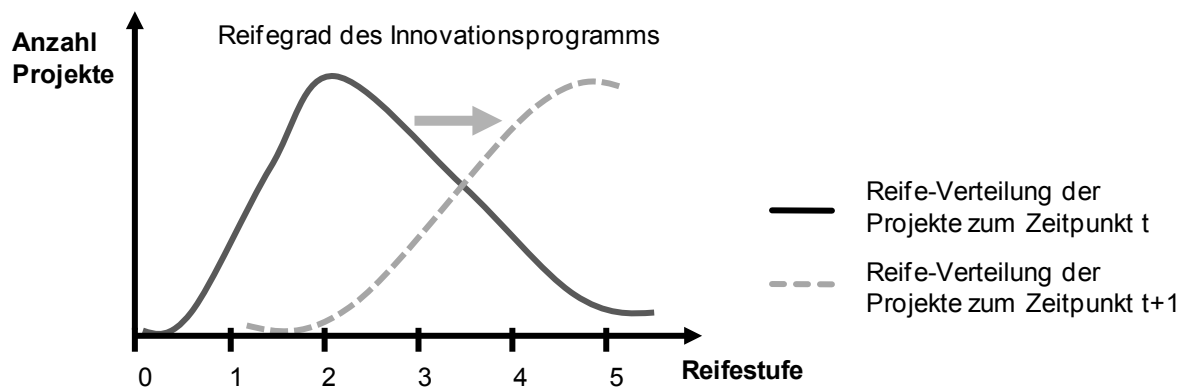 Reifegrad des Innovationsprogramms
Anzahl
Projekte
0 1 2 3 4 5
Reifestufe
Reife-Verteilung der
Projekte zum Zeitpunkt t
Reife-Verteilung der
Projekte zum Zeitpunkt t+1